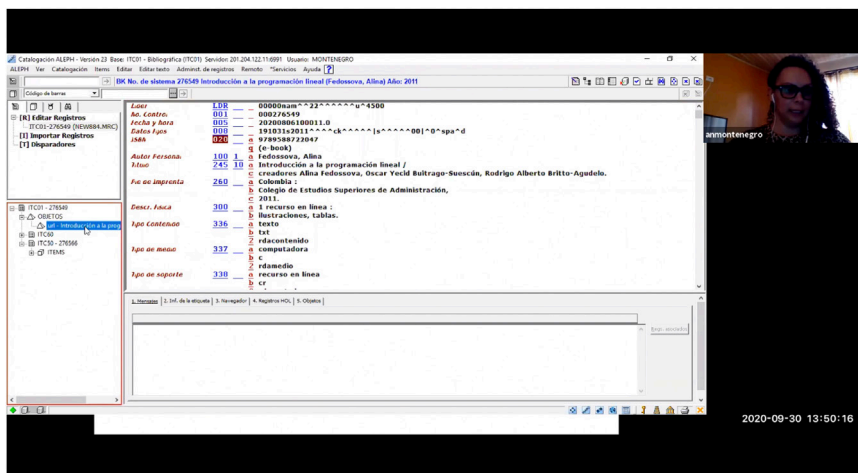 Catalogación ALEPH - Versión 23 Base: ITC01 - Bibliográfica (ITC01) Servidor: 201.204.122.11:6991 Usuario: MONTENEGRO
ALEPH Ver Catalogación Items Editar Editar texto Administ. de registros Remoto *Servicios Ayuda ?
BK No. de sistema 276549 Introducción a la programación lineal (Fedossova, Alina) Año: 2011
Código de barras
[R] Editar Registros
ITC01-276549 (NEW884.MRC)
[I] Importar Registros
[T] Disparadores
ITC01 - 276549
OBJETOS
url - Introducción a la prog
ITC60
ITC50 - 276566
ITEMS
Líder LDR 00000nam^^22^^^^^^u^4500
No. Contro. 001 000276549
Fecha y hora 005 20200806100011.0
Datos fijos 008 191031s2011^^^^ck^^^^^|s^^^^^00|^0^spa^d
ISBN 020 a 9789588722047
q (e-book)
Autor Persona. 100 1 a Fedossova, Alina
Título 245 10 a Introducción a la programación lineal /
c creadores Alina Fedossova, Oscar Yecid Buitrago-Suescún, Rodrigo Alberto Britto-Agudelo.
Pie de Imprenta 260 a Colombia :
b Colegio de Estudios Superiores de Administración,
c 2011.
Descr. Física 300 a 1 recurso en línea :
b ilustraciones, tablas.
Tipo Contenido 336 a texto
b txt
2 rdacontenido
Tipo de medio 337 a computadora
b c
2 rdamedio
Tipo de soporte 338 a recurso en línea
b cr
1. Mensajes 2. Inf. de la etiqueta 3. Navegador 4. Registros HOL 5. Objetos
anmontenegro
2020-09-30 13:50:16